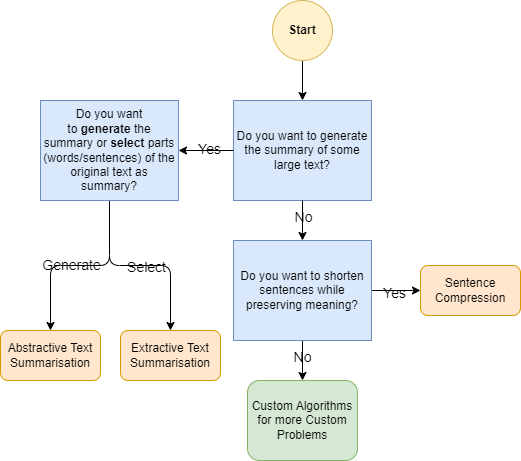 Start
Do you want
to generate the
summary or select parts
(words/sentences) of the
original text as
summary?
Yes
Do you want to generate
the summary of some
large text?
No
Generate
Select
Do you want to shorten
sentences while
preserving meaning?
Yes
Sentence
Compression
Abstractive Text
Summarisation
Extractive Text
Summarisation
No
Custom Algorithms
for more Custom
Problems